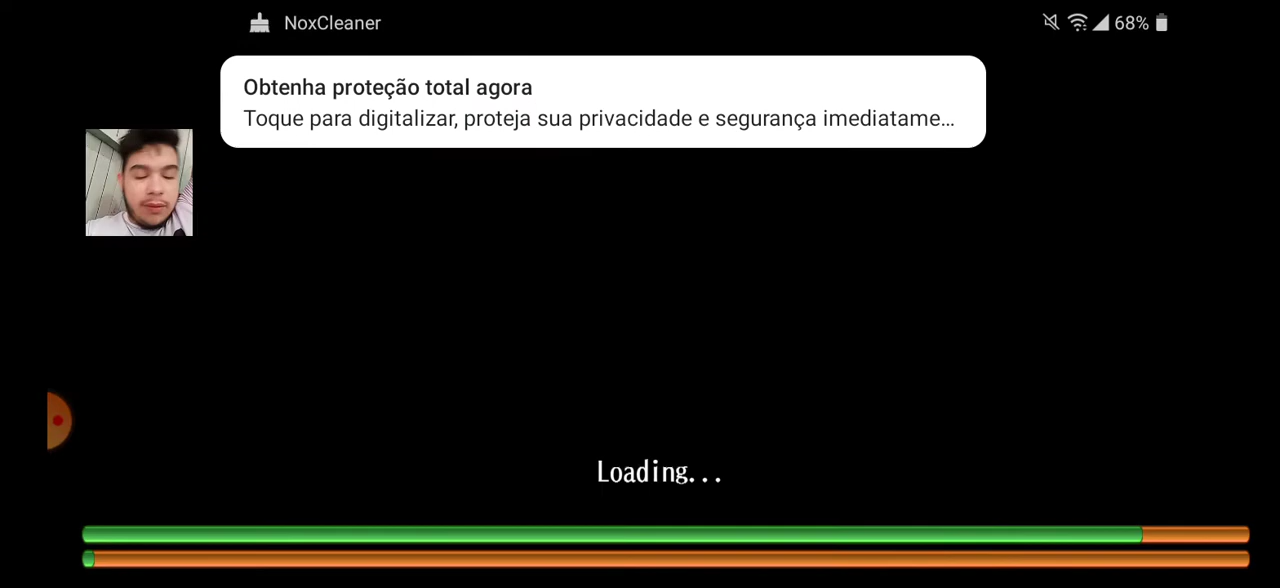 NoxCleaner
68%
Obtenha proteção total agora
Toque para digitalizar, proteja sua privacidade e segurança imediatame...
Loading...